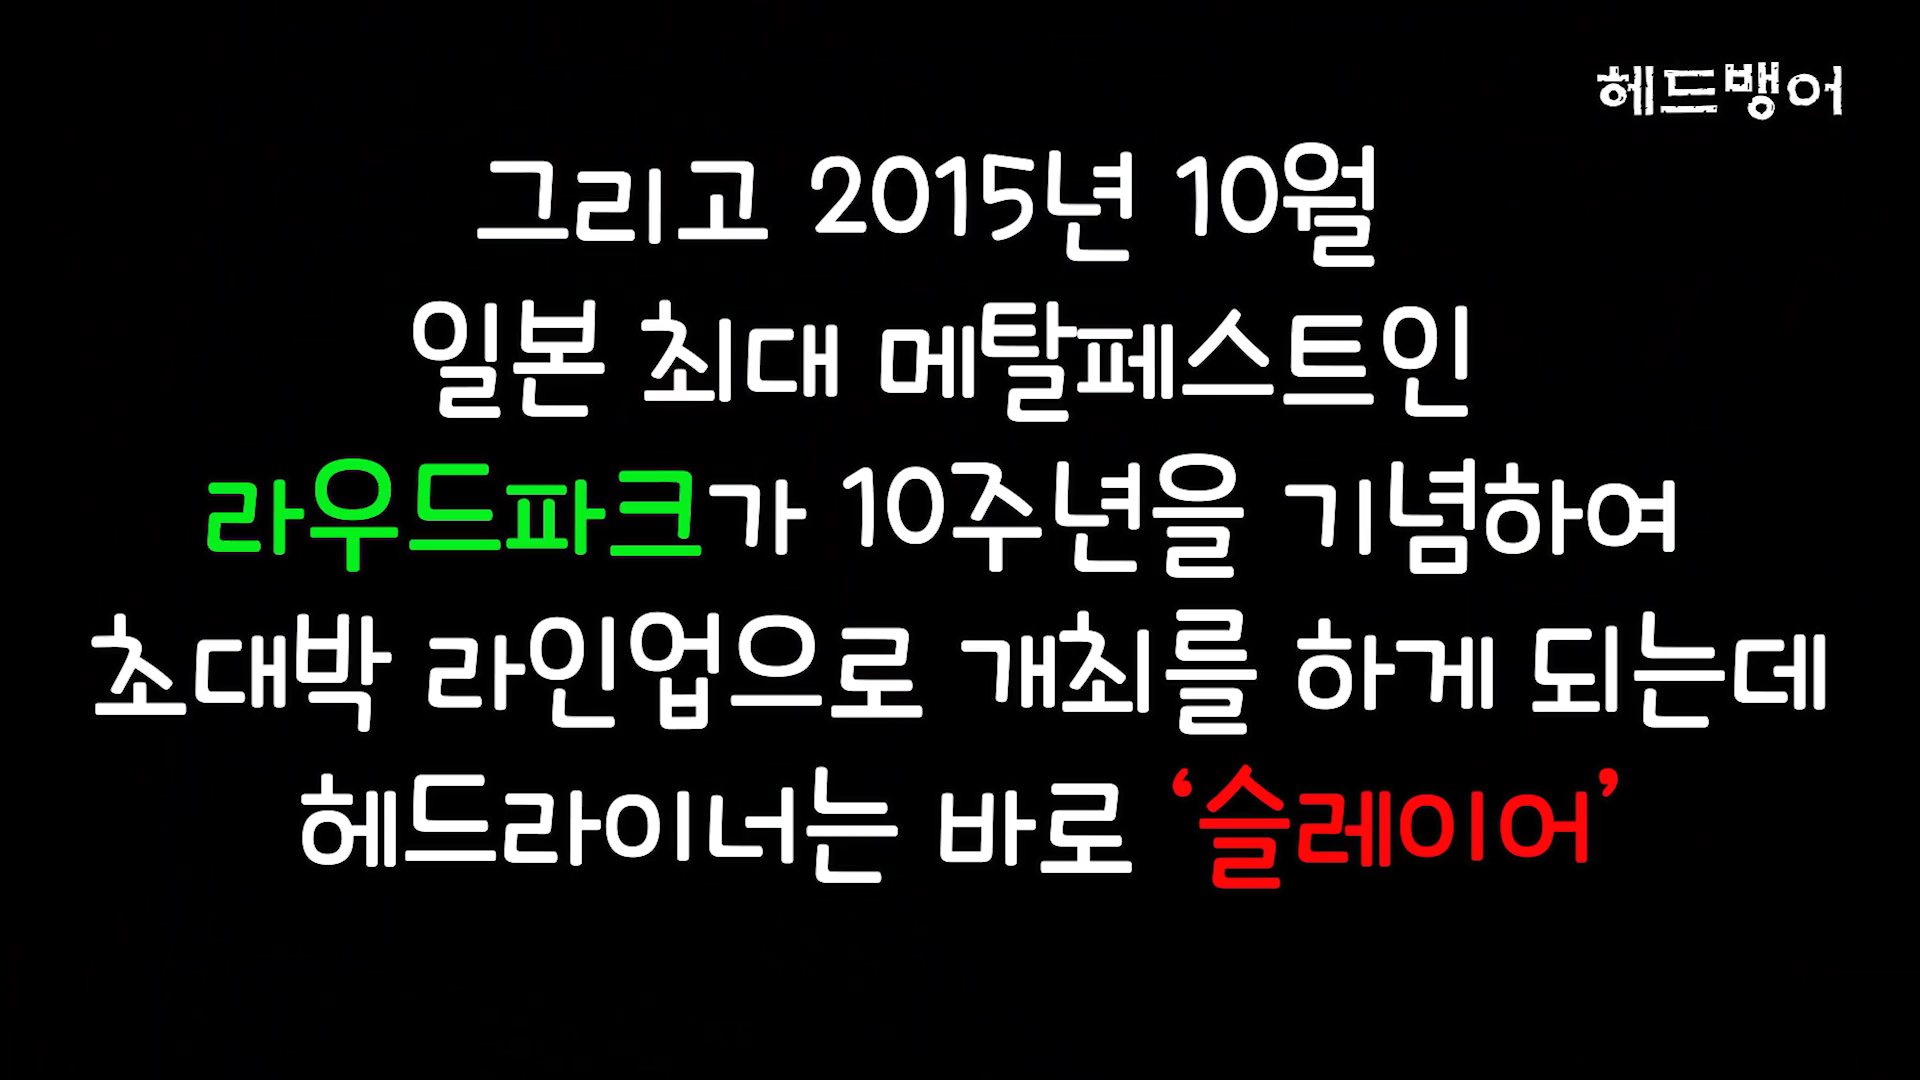 헤드뱅어
그리고 2015년 10월
일본 최대 메탈페스트인
라우드파크가 10주년을 기념하여
초대박 라인업으로 개최를 하게 되는데
헤드라이너는 바로 ‘슬레이어’